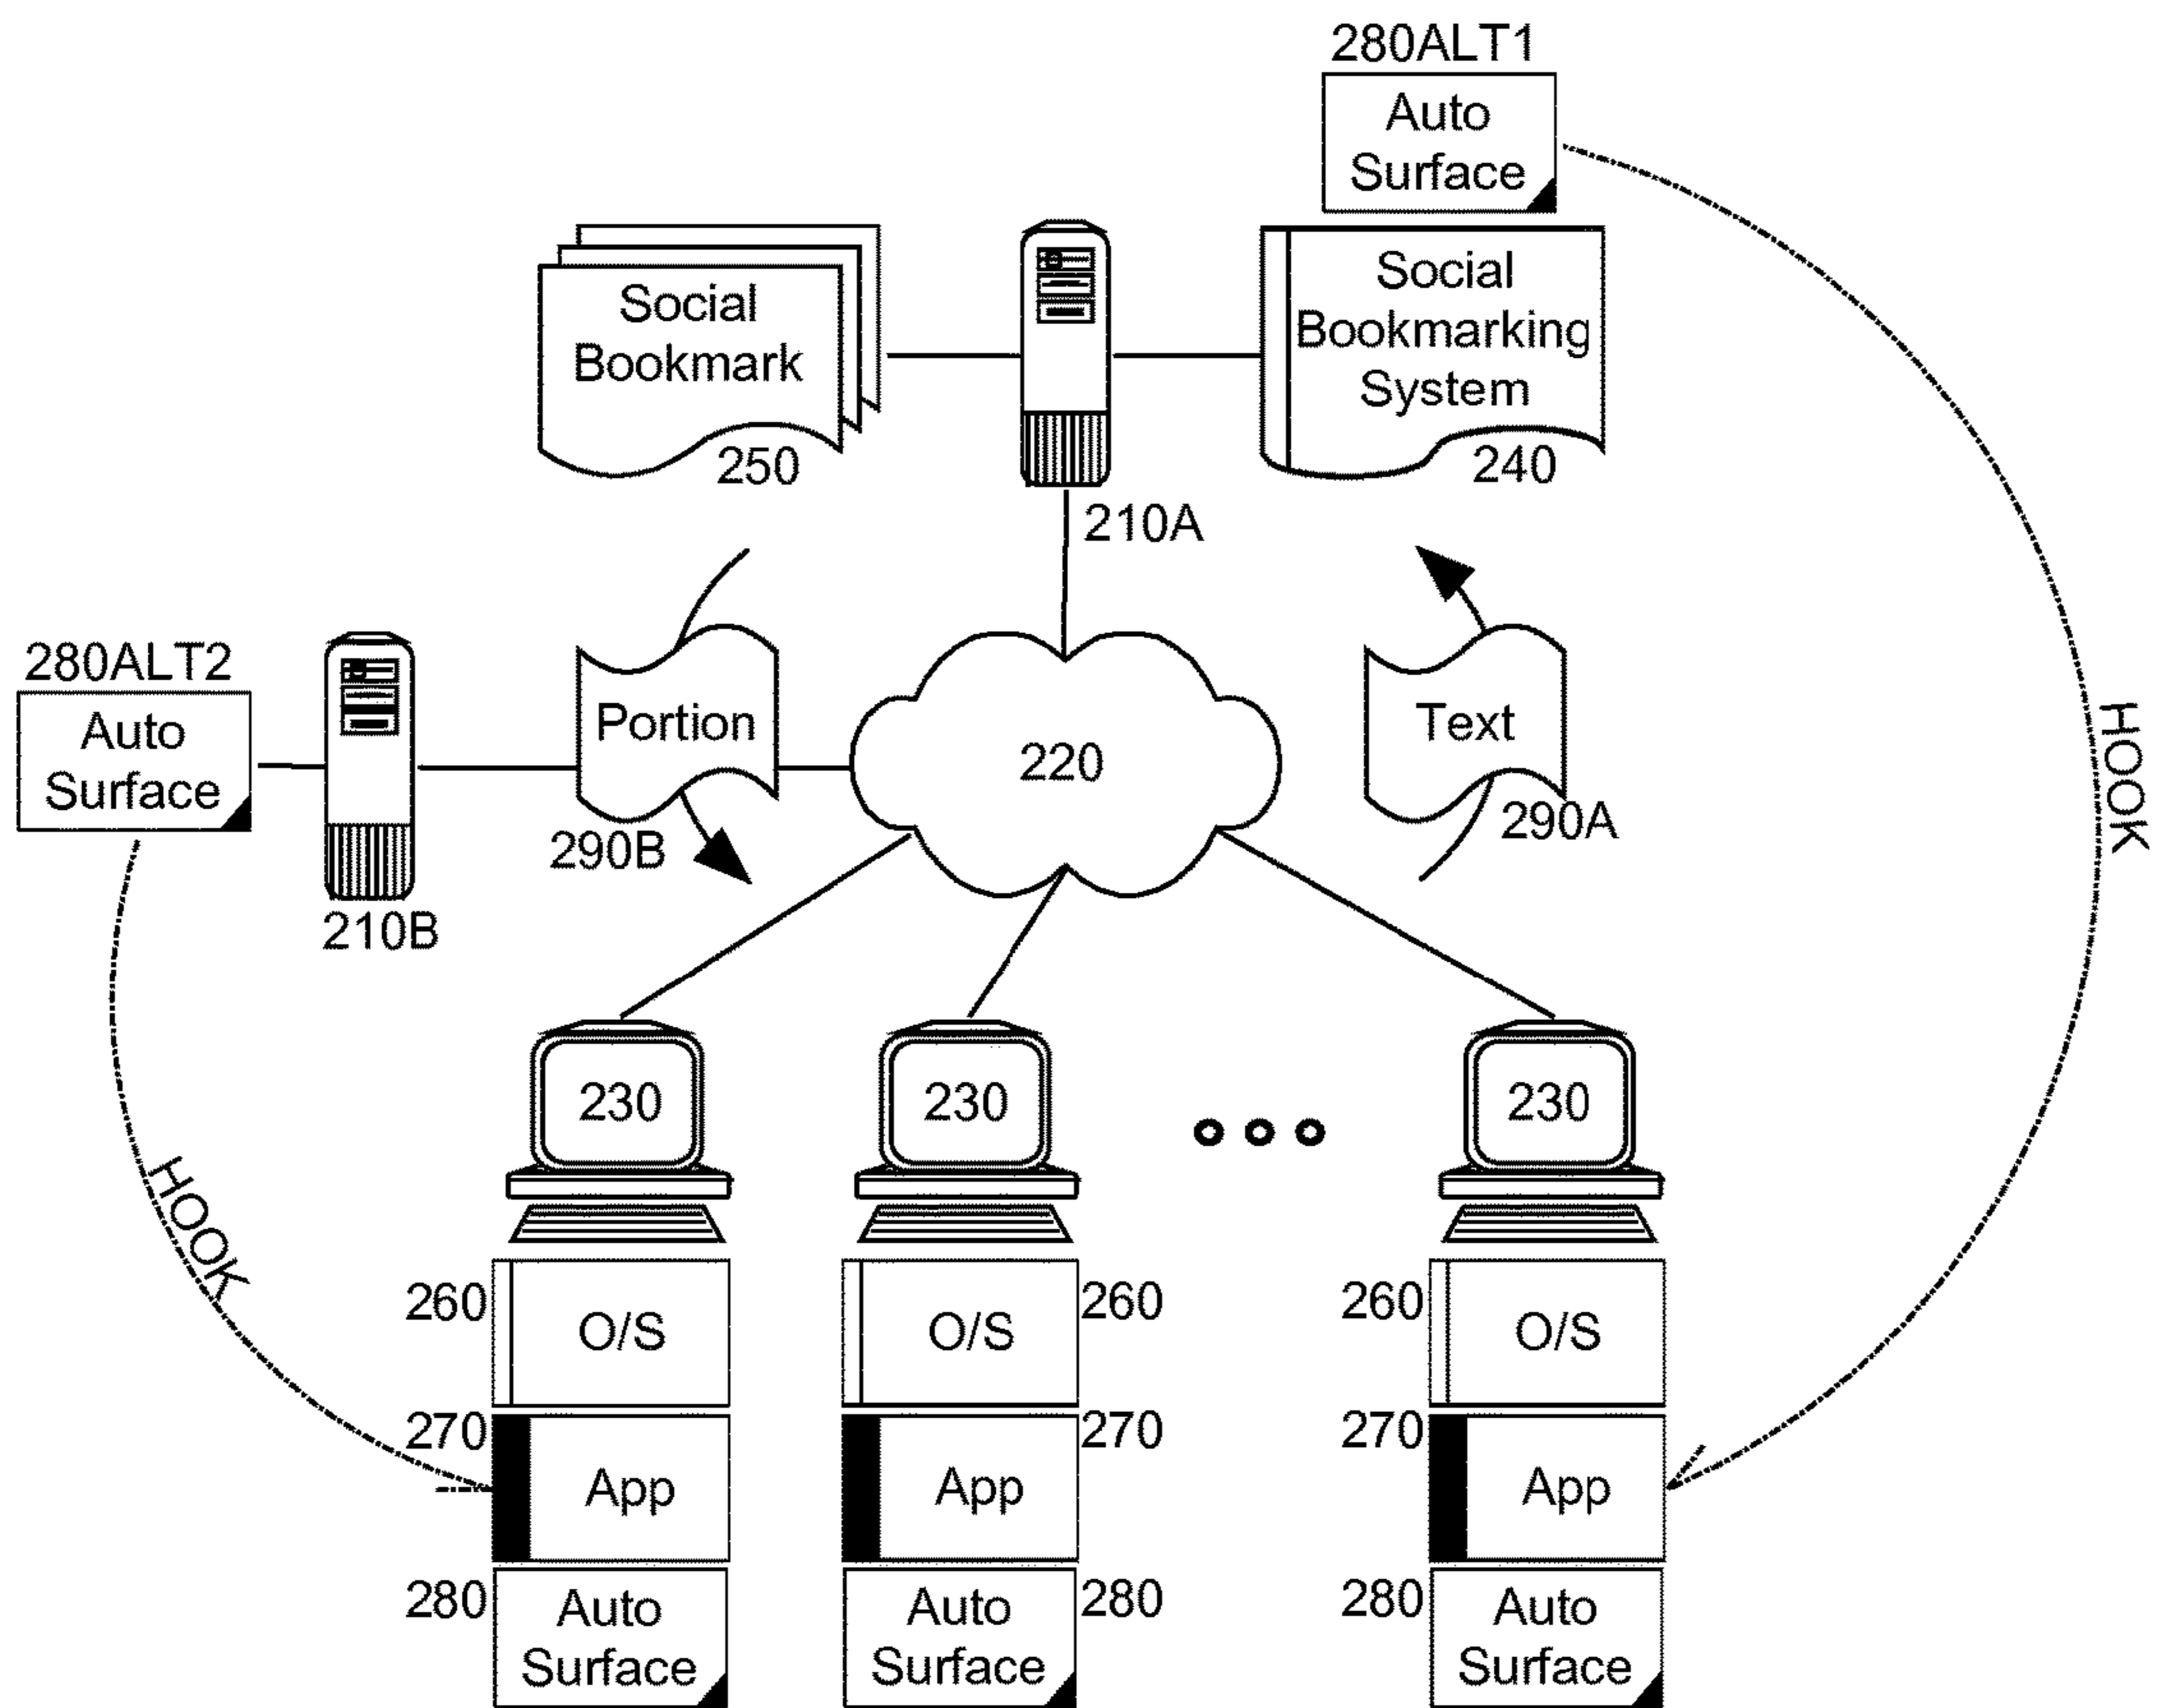 280ALT1
Auto
Surface
Social
Bookmark
250
Social
Bookmarking
System
240
210A
280ALT2
Auto
Surface
210B
Portion
290B
220
Text
290A
HOOK
HOOK
230
230
230
260
O/S
O/S
260
260
O/S
270
App
App
270
270
App
280
Auto
Surface
Auto
Surface
280
280
Auto
Surface